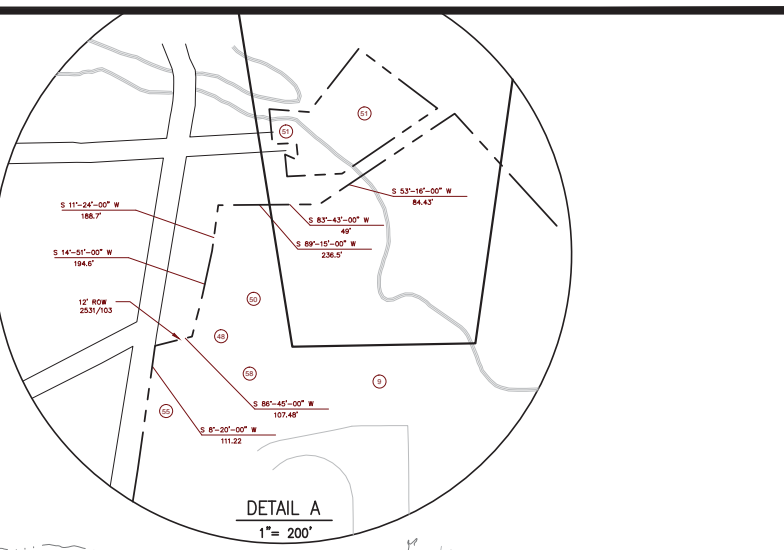 51
51
S 53°-16'-00" W
84.43'
S 11°-24'-00" W
188.7'
S 83°-43'-00" W
49'
S 89°-15'-00" W
236.5'
S 14°-51'-00" W
194.6'
12' ROW
2531/103
50
48
58
9
S 86°-45'-00" W
107.48'
55
S 8°-20'-00" W
111.22
DETAIL A
1"= 200'